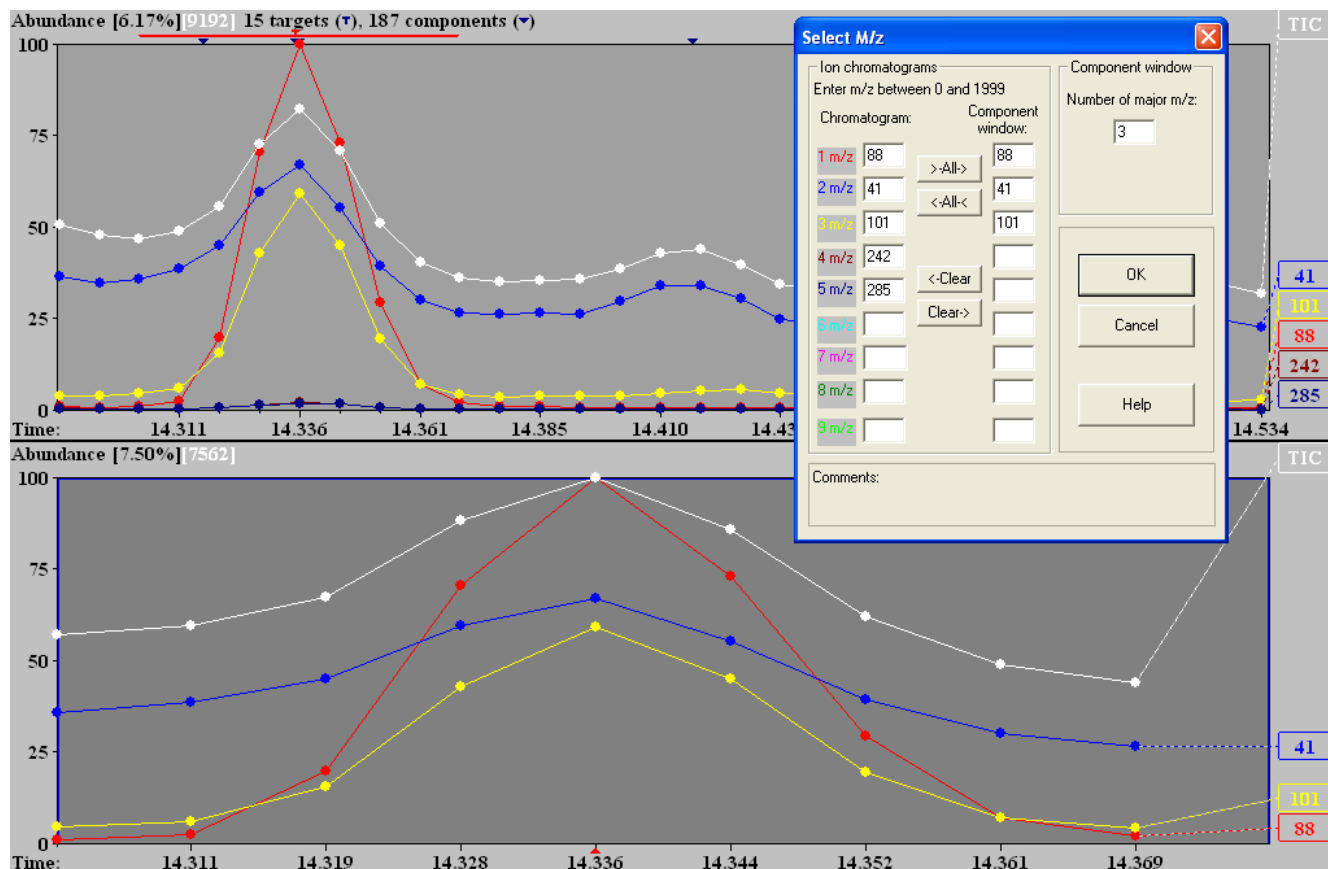 Abundance [6.17%][9192] 15 targets (T), 187 components (▾)
TIC
100
75
50
25
0
41
101
88
242
285
Time: 14.311 14.336 14.361 14.385 14.410 14.534
Select M/z
Ion chromatograms
Enter m/z between 0 and 1999
Chromatogram: Component window:
1 m/z 88 >-All-> 88
2 m/z 41 <-All-< 41
3 m/z 101 101
4 m/z 242
5 m/z 285 <-Clear
Clear->
6 m/z
7 m/z
8 m/z
9 m/z
Component window
Number of major m/z:
3
OK
Cancel
Help
Comments:
Abundance [7.50%][7562]
TIC
100
75
50
25
0
41
101
88
Time: 14.311 14.319 14.328 14.336 14.344 14.352 14.361 14.369